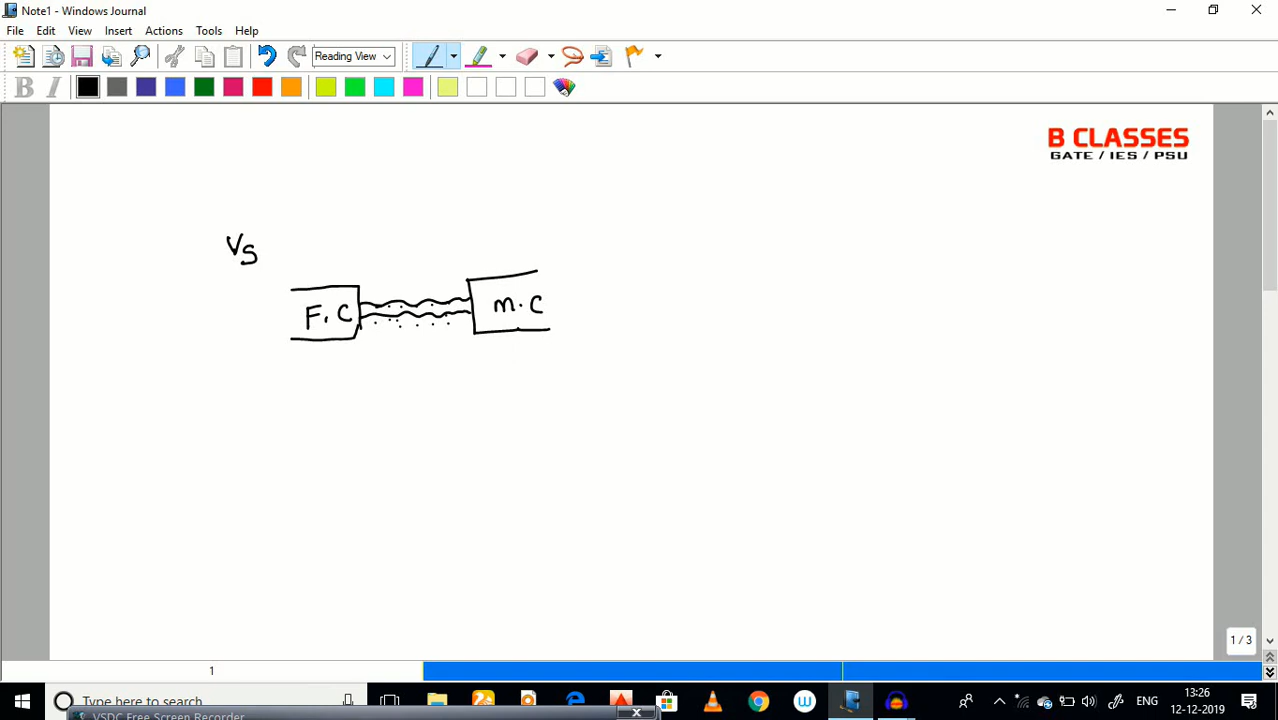 Note1 - Windows Journal
File Edit View Insert Actions Tools Help
Reading View
B I
B CLASSES
GATE / IES / PSU
Vs
F.C
m.C
1 / 3
1
Type here to search
W
ENG
13:26
12-12-2019
VSDC Free Screen Recorder